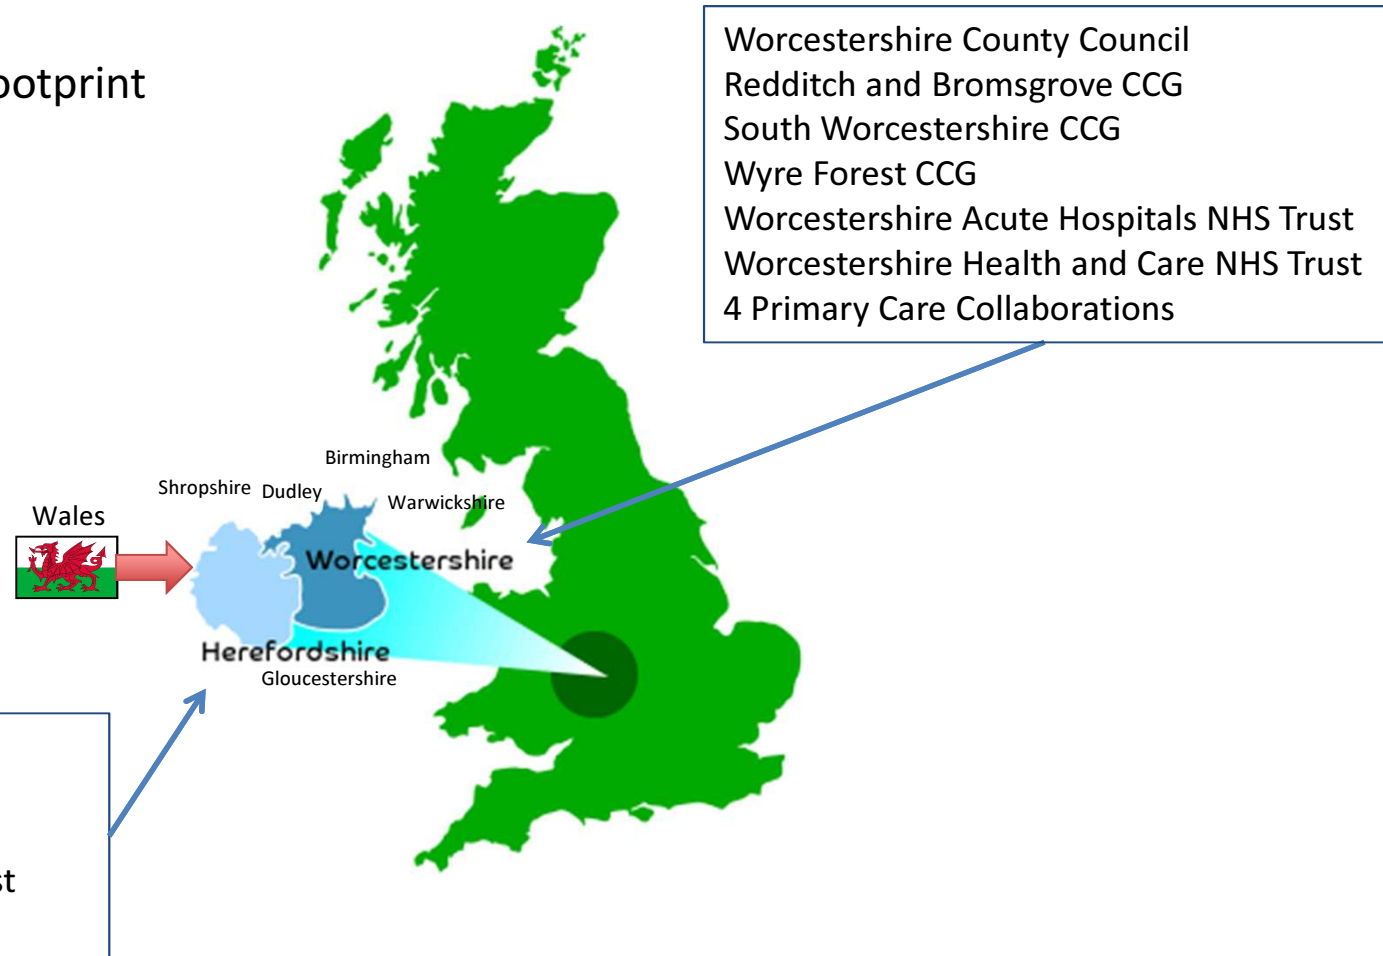 ootprint
Worcestershire County Council
Redditch and Bromsgrove CCG
South Worcestershire CCG
Wyre Forest CCG
Worcestershire Acute Hospitals NHS Trust
Worcestershire Health and Care NHS Trust
4 Primary Care Collaborations
Birmingham
Shropshire Dudley
Warwickshire
Wales
Worcestershire
Herefordshire
Gloucestershire
st